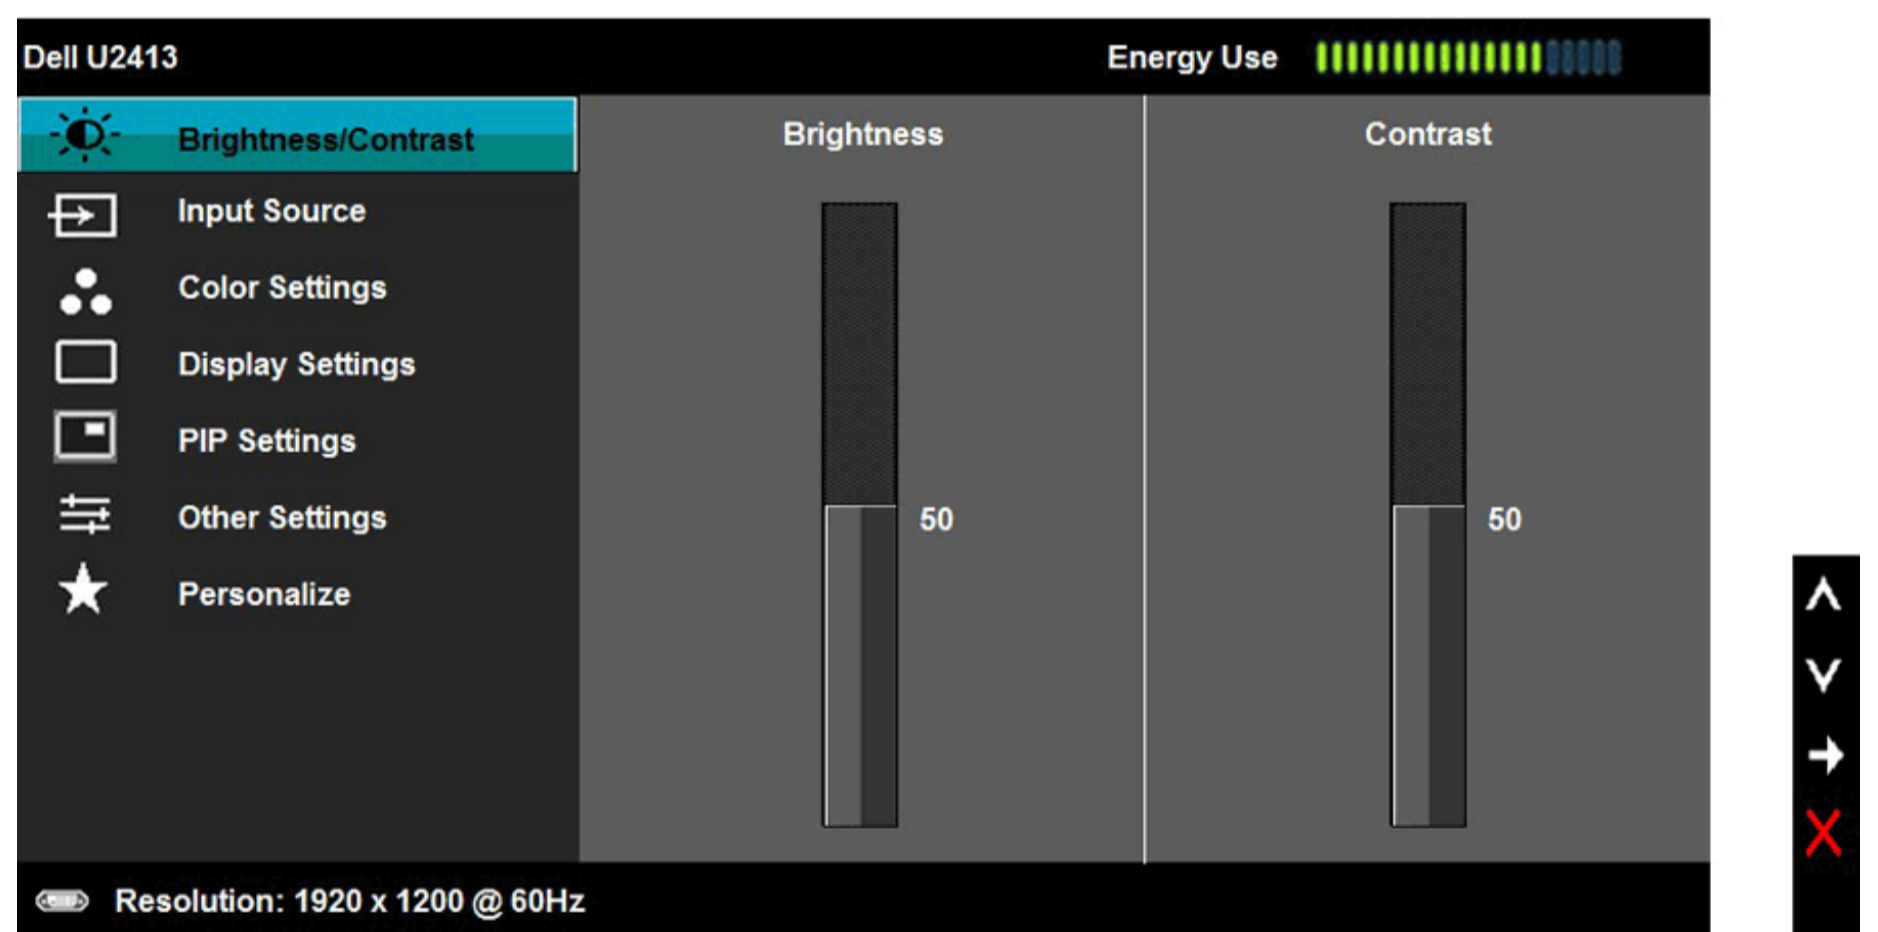 Dell U2413
Energy Use
Brightness/Contrast
Input Source
Color Settings
Display Settings
PIP Settings
Other Settings
Personalize
Brightness
50
Contrast
50
Resolution: 1920 x 1200 @ 60Hz